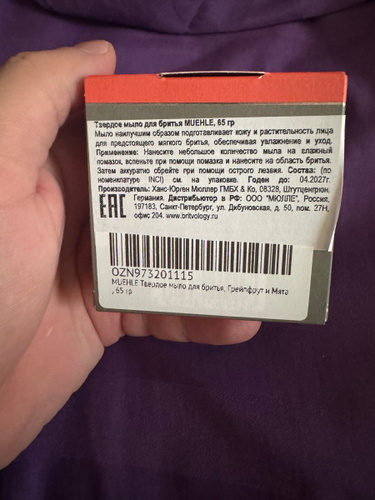 Твердое мыло для бритья MUEHLE, 65 гр
Мыло наилучшим образом подготавливает кожу и растительность лица
для предстоящего мягкого бритья, обеспечивая увлажнение и уход.
Применение: Нанесите небольшое количество мыла на влажный
помазок, вспеньте при помощи помазка и нанесите на область бритья.
Затем аккуратно брейте при помощи острого лезвия. Состав: (по
номенклатуре INCI) см. на упаковке. Годен до: 04.2027г.
Производитель: Ханс-Юрген Мюллер ГМБХ & Ко, 08328, Штутценгрюн,
EAC Германия. Дистрибьютор в РФ: ООО "МЮЛЛЕ", Россия,
197183, Санкт-Петербург, ул. Дибуновская, д. 50, пом. 27Н,
офис 204. www.britvology.ru
OZN973201115
MUEHLE Твердое мыло для бритья, Грейпфрут и Мята
, 65 гр